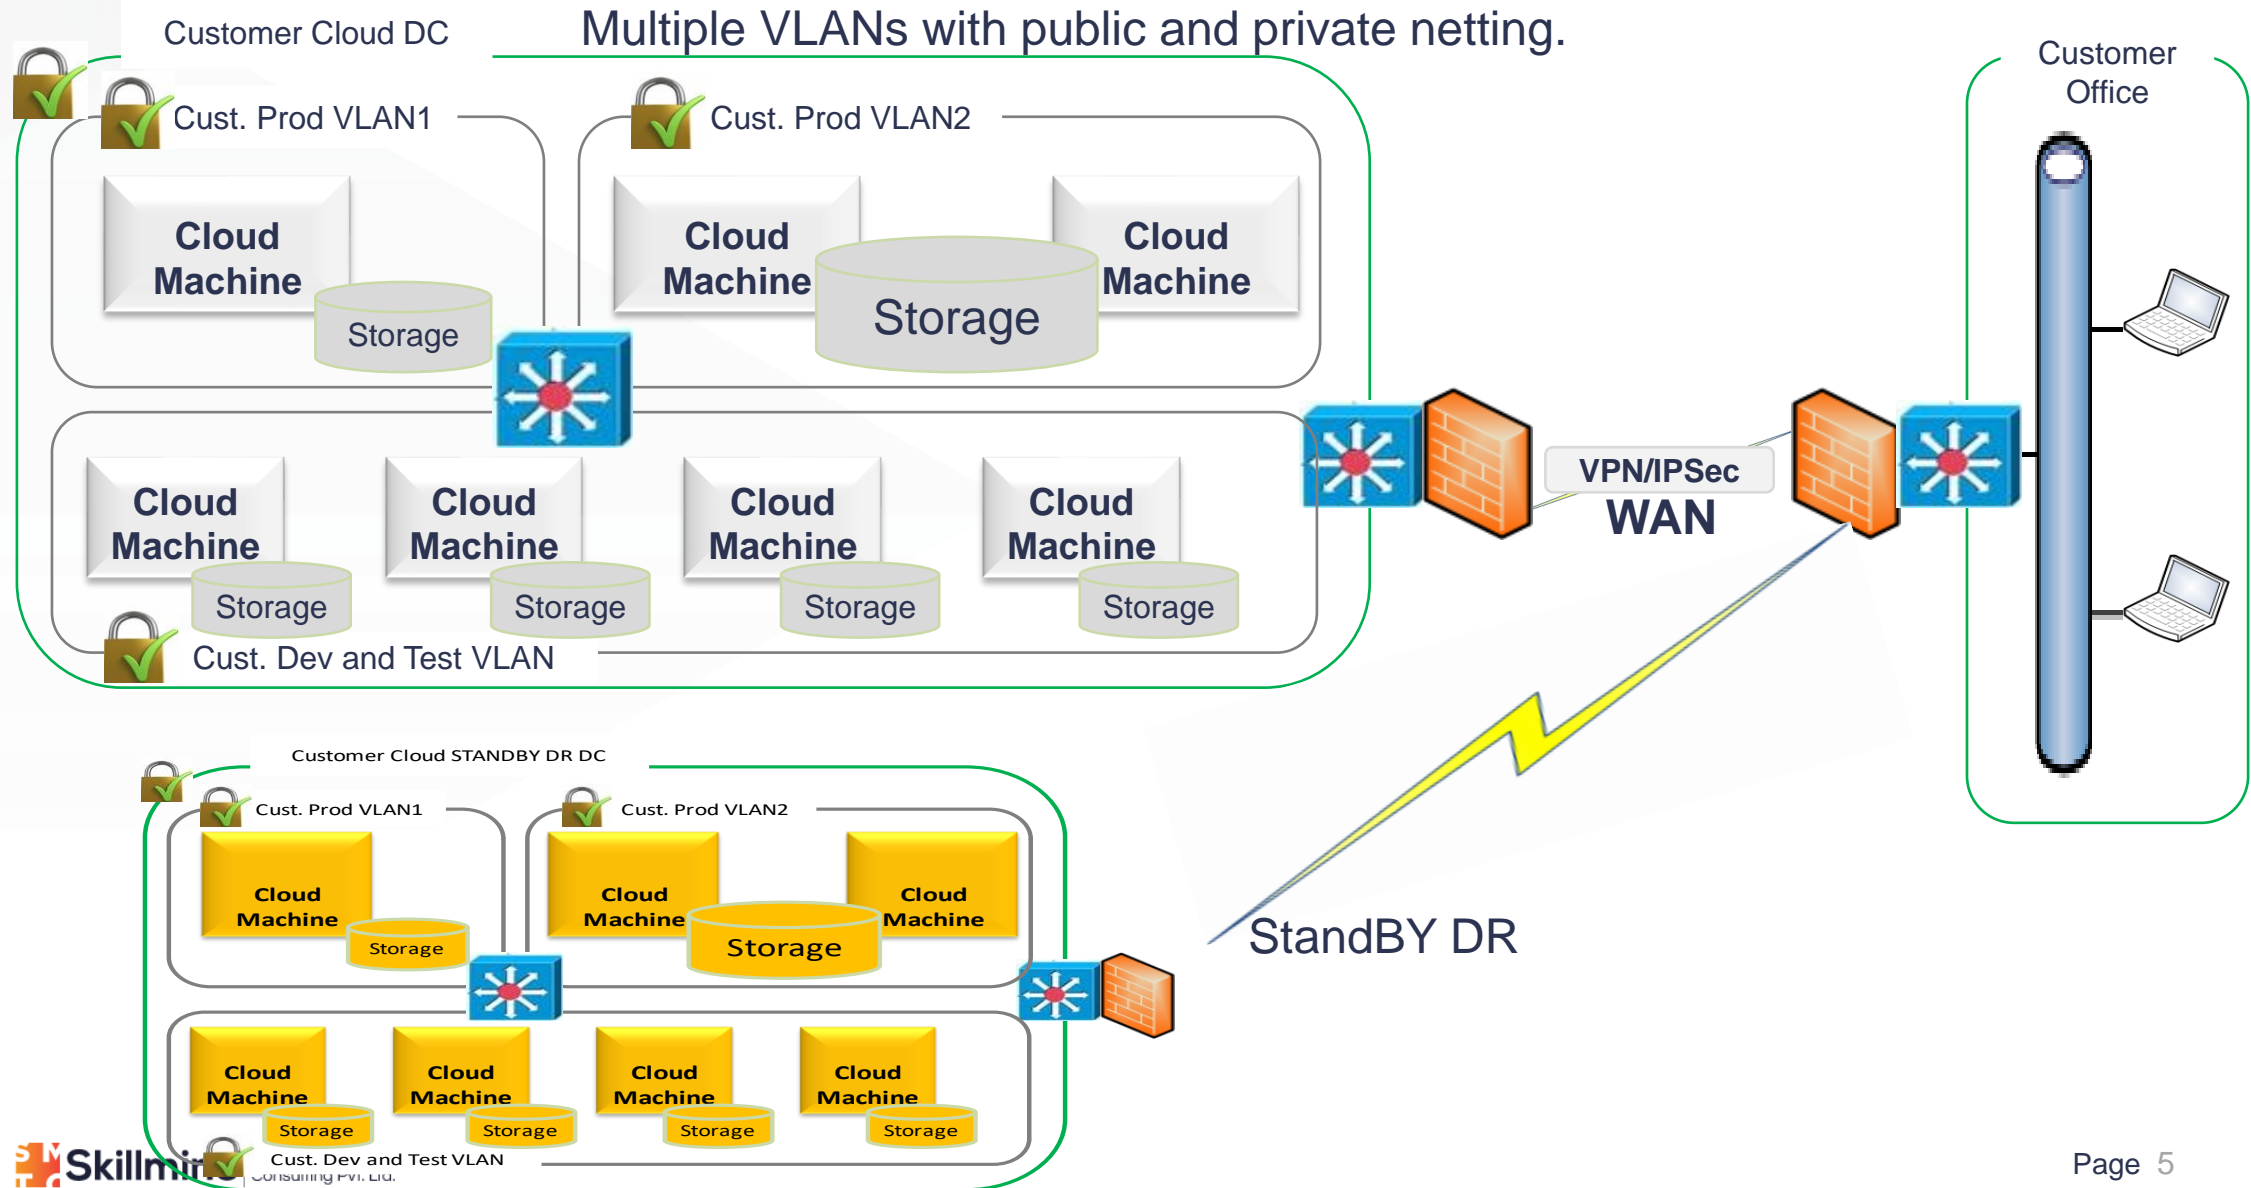 Multiple VLANs with public and private netting.
Customer Cloud DC
Cust. Prod VLAN1
Cust. Prod VLAN2
Cloud
Machine
Storage
Cloud
Machine
Storage
Cloud
Machine
Cloud
Machine
Storage
Cloud
Machine
Storage
Cloud
Machine
Storage
Cloud
Machine
Storage
Cust. Dev and Test VLAN
VPN/IPSec
WAN
Customer
Office
StandBY DR
Customer Cloud STANDBY DR DC
Cust. Prod VLAN1
Cust. Prod VLAN2
Cloud
Machine
Storage
Cloud
Machine
Storage
Cloud
Machine
Cloud
Machine
Storage
Cloud
Machine
Storage
Cloud
Machine
Storage
Cloud
Machine
Storage
Cust. Dev and Test VLAN
Consulting Pvt. Ltd.
Page 5